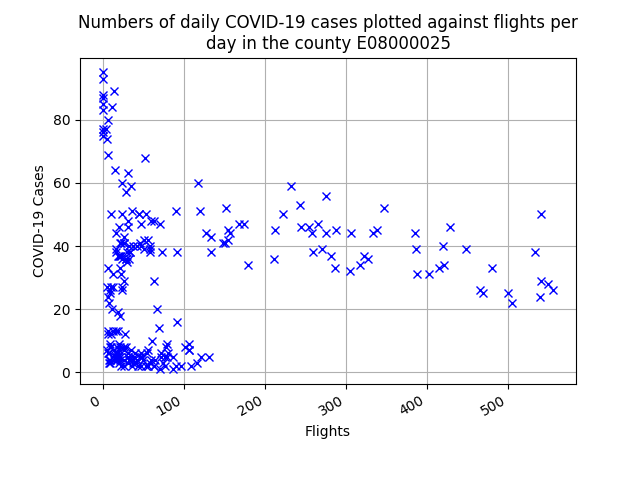 Numbers of daily COVID-19 cases plotted against flights per
day in the county E08000025
COVID-19 Cases
80
60
40
20
0
0 100 200 300 400 500
Flights